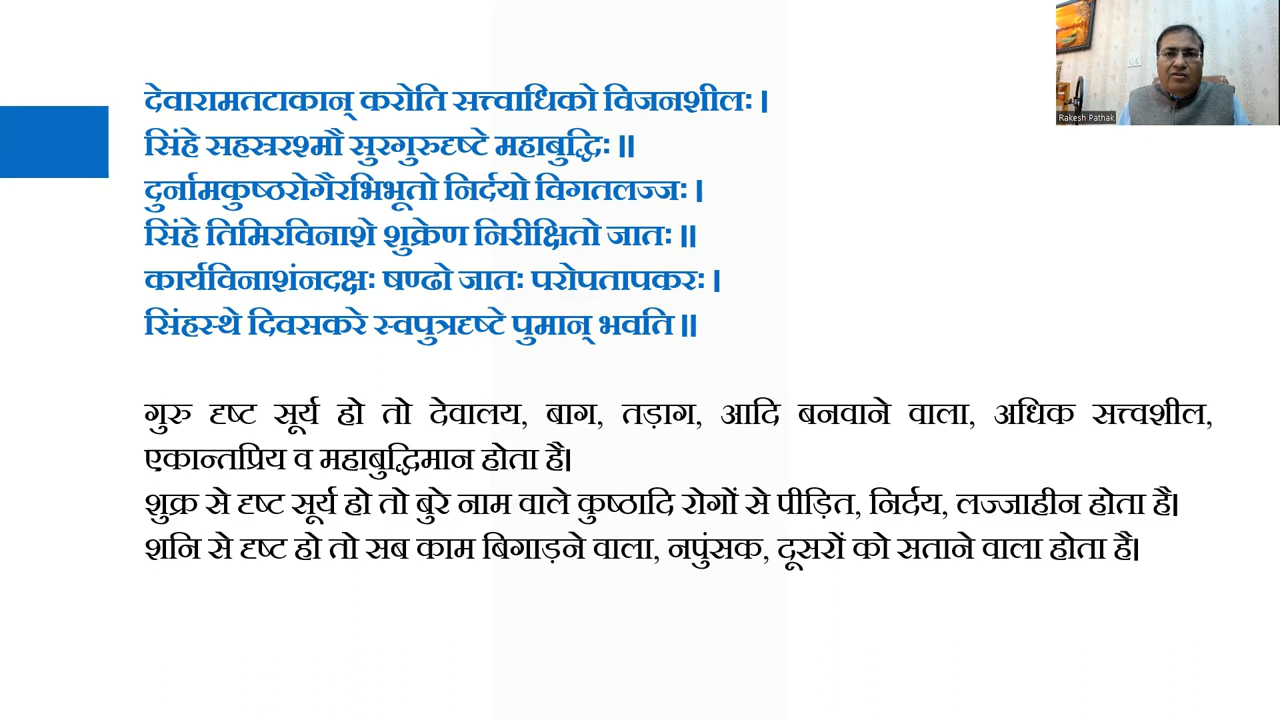 देवारामतटाकान् करोति सत्त्वाधिको विजनशीलः ।
सिंहे सहस्ररश्मौ सुरगुरुदृष्टे महाबुद्धिः ॥
दुर्नामकुष्ठरोगैरभिभूतो निर्दयो विगतलज्जः ।
सिंहे तिमिरविनाशे शुक्रेण निरीक्षितो जातः ॥
कार्यविनाशंनदक्षः षण्ढो जातः परोपतापकरः ।
सिंहस्थे दिवसकरे स्वपुत्रदृष्टे पुमान् भवति ॥
गुरु दृष्ट सूर्य हो तो देवालय, बाग, तड़ाग, आदि बनवाने वाला, अधिक सत्त्वशील,
एकान्तप्रिय व महाबुद्धिमान होता है।
शुक्र से दृष्ट सूर्य हो तो बुरे नाम वाले कुष्ठादि रोगों से पीड़ित, निर्दय, लज्जाहीन होता है।
शनि से दृष्ट हो तो सब काम बिगाड़ने वाला, नपुंसक, दूसरों को सताने वाला होता है।
Rakesh Pathak